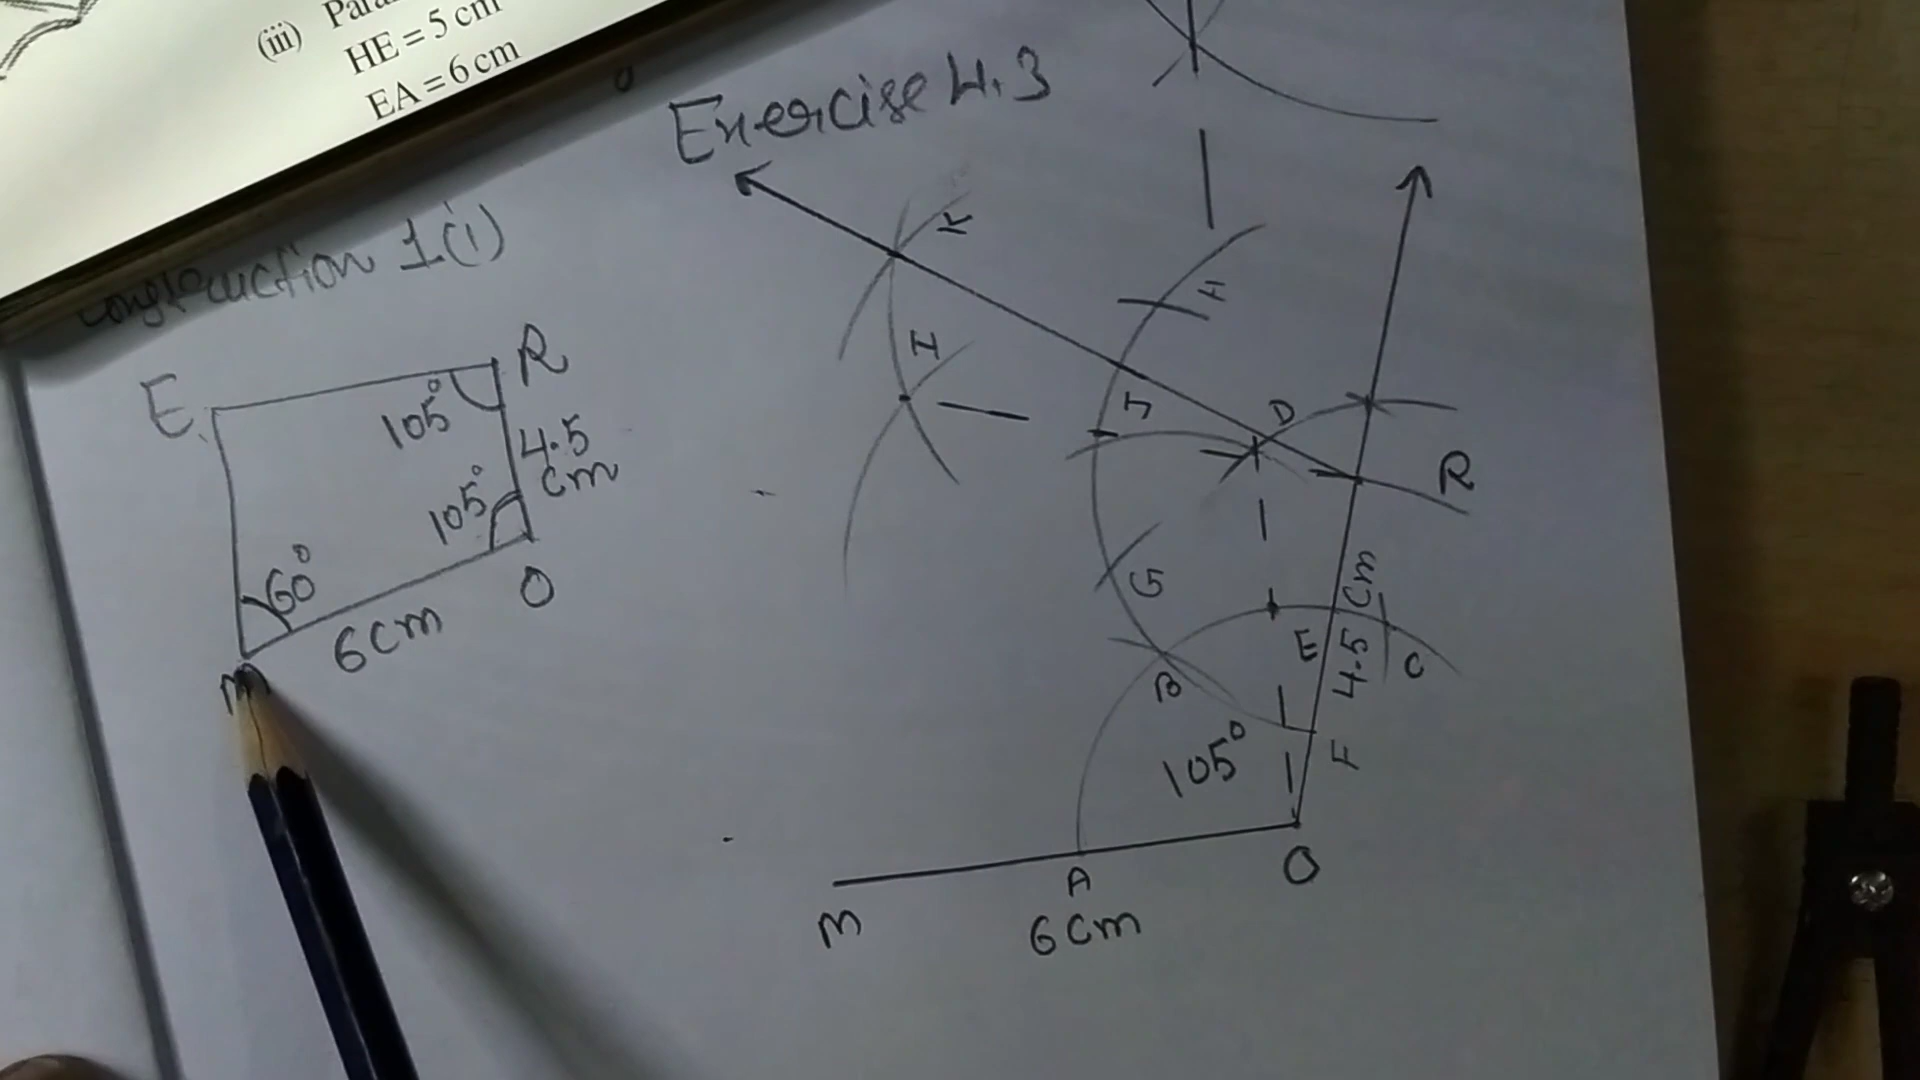 (iii) Para
HE = 5 cm
EA = 6 cm
Exercise 4.3
Construction 1(i)
E
R
105°
4.5
cm
105°
60°
O
6cm
M
K
H
I
J
D
R
G
E
4.5 cm
C
B
105°
F
A
O
M
6cm